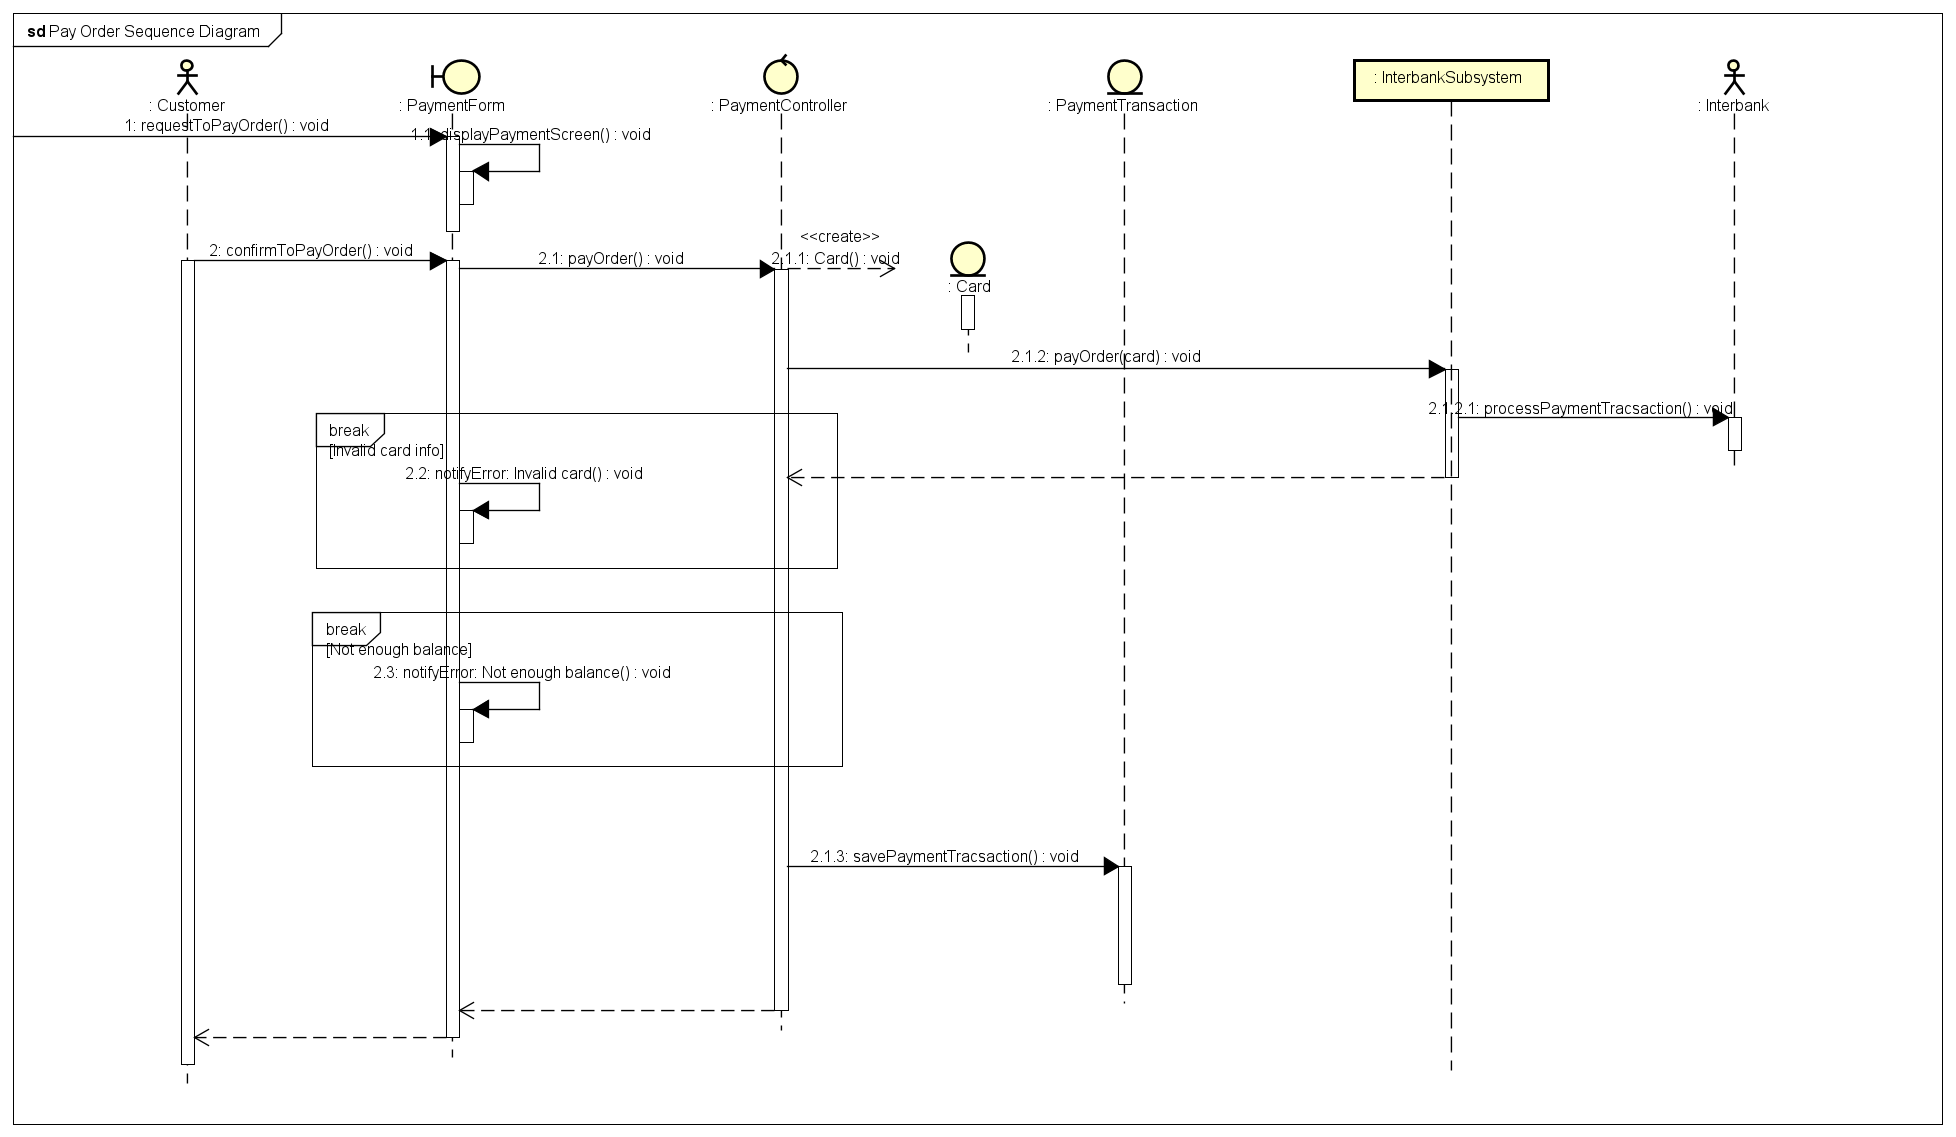 sd Pay Order Sequence Diagram
: Customer
: PaymentForm
: PaymentController
: PaymentTransaction
: InterbankSubsystem
: Interbank
1: requestToPayOrder() : void
1.1: displayPaymentScreen() : void
2: confirmToPayOrder() : void
2.1: payOrder() : void
<<create>>
2.1.1: Card() : void
: Card
2.1.2: payOrder(card) : void
2.1.2.1: processPaymentTracsaction() : void
break
[Invalid card info]
2.2: notifyError: Invalid card() : void
break
[Not enough balance]
2.3: notifyError: Not enough balance() : void
2.1.3: savePaymentTracsaction() : void